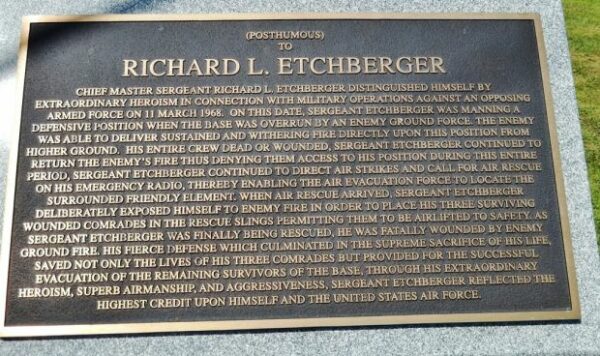 (POSTHUMOUS)
TO
RICHARD L. ETCHBERGER
CHIEF MASTER SERGEANT RICHARD L. ETCHBERGER DISTINGUISHED HIMSELF BY
EXTRAORDINARY HEROISM IN CONNECTION WITH MILITARY OPERATIONS AGAINST AN OPPOSING
ARMED FORCE ON 11 MARCH 1968. ON THIS DATE, SERGEANT ETCHBERGER WAS MANNING A
DEFENSIVE POSITION WHEN THE BASE WAS OVERRUN BY AN ENEMY GROUND FORCE. THE ENEMY
WAS ABLE TO DELIVER SUSTAINED AND WITHERING FIRE DIRECTLY UPON THIS POSITION FROM
HIGHER GROUND. HIS ENTIRE CREW DEAD OR WOUNDED, SERGEANT ETCHBERGER CONTINUED TO
RETURN THE ENEMY'S FIRE THUS DENYING THEM ACCESS TO HIS POSITION DURING THIS ENTIRE
PERIOD, SERGEANT ETCHBERGER CONTINUED TO DIRECT AIR STRIKES AND CALL FOR AIR RESCUE
ON HIS EMERGENCY RADIO, THEREBY ENABLING THE AIR EVACUATION FORCE TO LOCATE THE
SURROUNDED FRIENDLY ELEMENT. WHEN AIR RESCUE ARRIVED, SERGEANT ETCHBERGER
DELIBERATELY EXPOSED HIMSELF TO ENEMY FIRE IN ORDER TO PLACE HIS THREE SURVIVING
WOUNDED COMRADES IN THE RESCUE SLINGS PERMITTING THEM TO BE AIRLIFTED TO SAFETY. AS
SERGEANT ETCHBERGER WAS FINALLY BEING RESCUED, HE WAS FATALLY WOUNDED BY ENEMY
GROUND FIRE. HIS FIERCE DEFENSE WHICH CULMINATED IN THE SUPREME SACRIFICE OF HIS LIFE,
SAVED NOT ONLY THE LIVES OF HIS THREE COMRADES BUT PROVIDED FOR THE SUCCESSFUL
EVACUATION OF THE REMAINING SURVIVORS OF THE BASE, THROUGH HIS EXTRAORDINARY
HEROISM, SUPERB AIRMANSHIP, AND AGGRESSIVENESS, SERGEANT ETCHBERGER REFLECTED THE
HIGHEST CREDIT UPON HIMSELF AND THE UNITED STATES AIR FORCE.